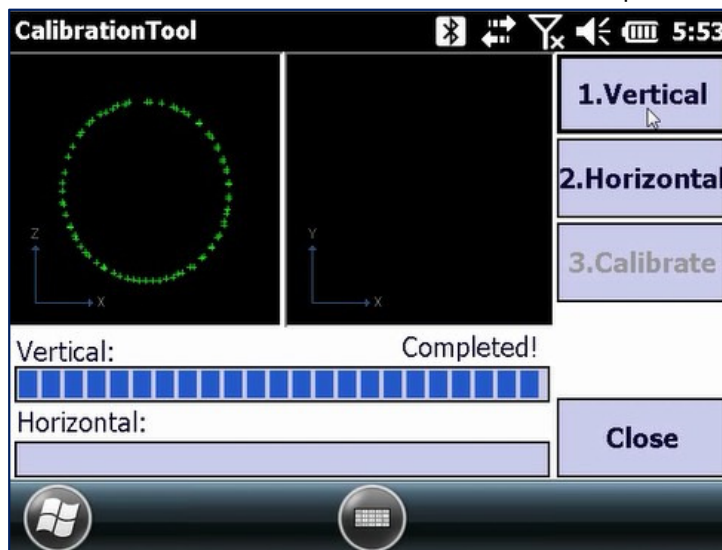 CalibrationTool 5:53
1.Vertical
2.Horizontal
Z
Y
3.Calibrate
X
X
Vertical: Completed!
Horizontal:
Close